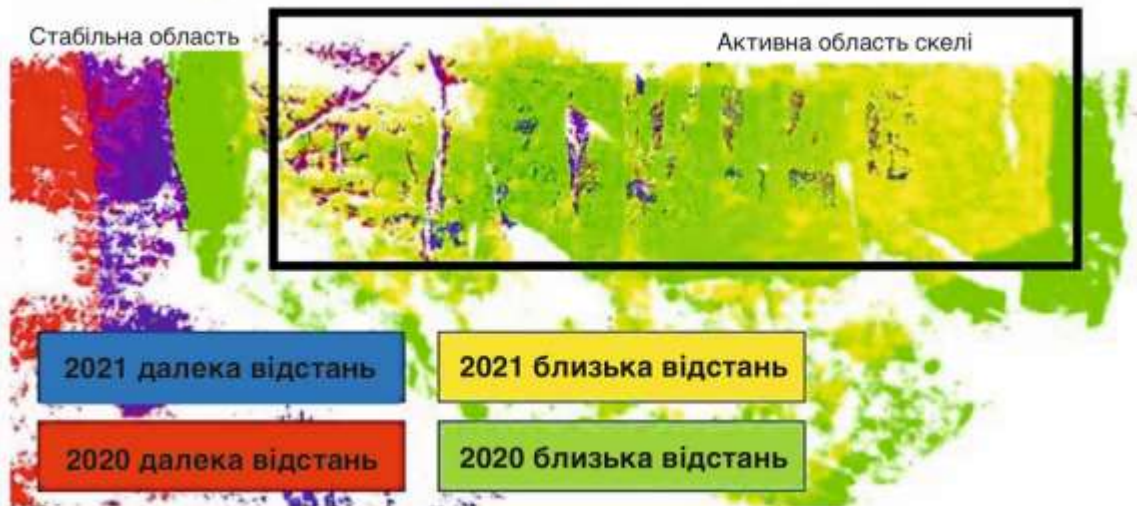 Стабільна область
Активна область скелі
2021 далека відстань
2021 близька відстань
2020 далека відстань
2020 близька відстань